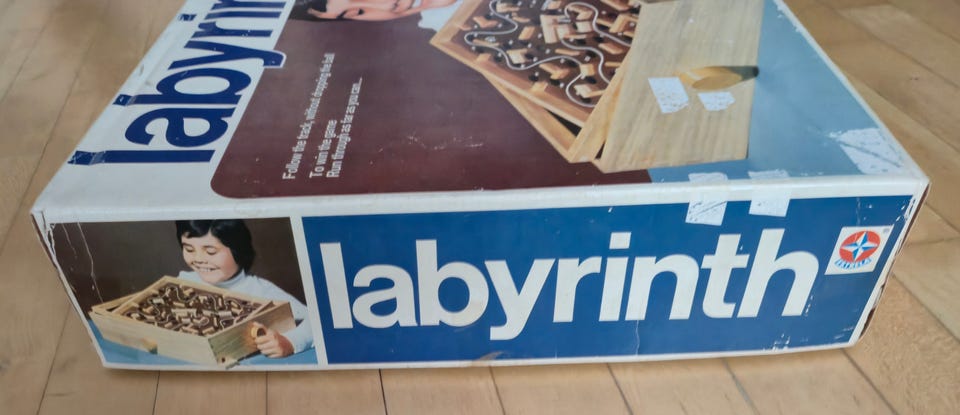 labyrin
Follow the track, without dropping the ball
To win the game
Run through as far as you can...
labyrinth
ESTRELA